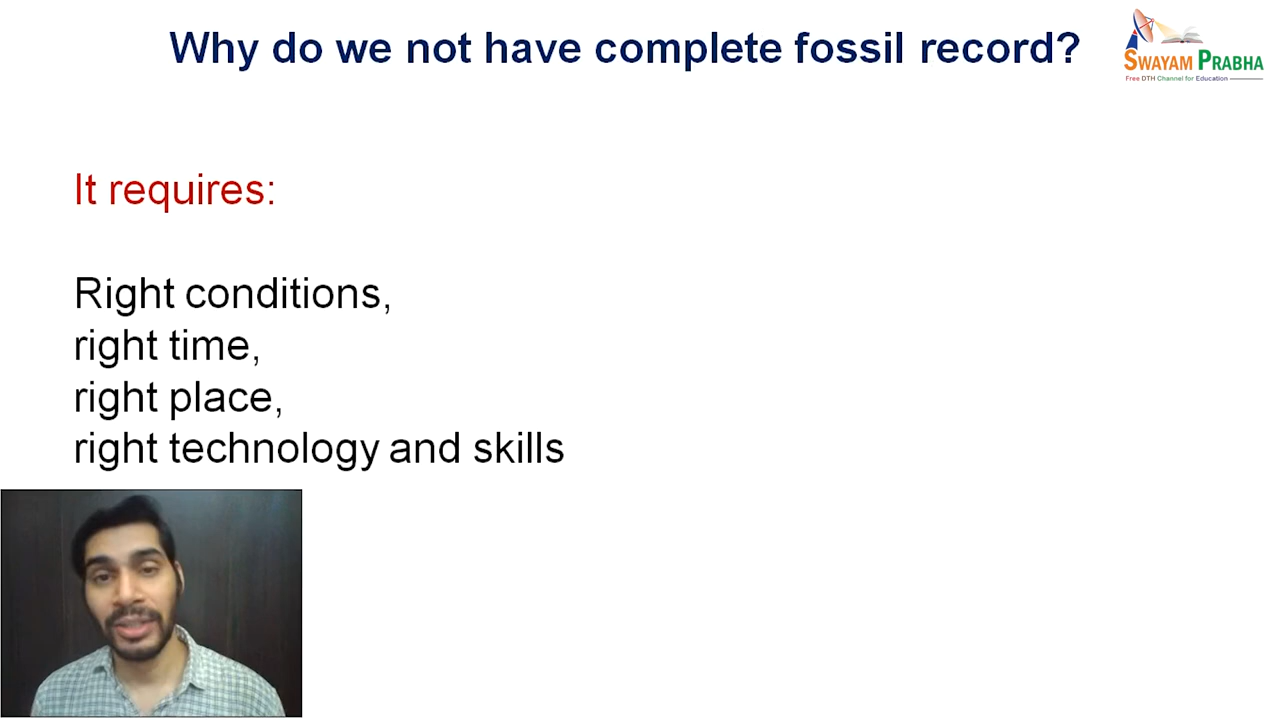 Why do we not have complete fossil record?
SWAYAM PRABHA
Free DTH Channel for Education
It requires:
Right conditions,
right time,
right place,
right technology and skills